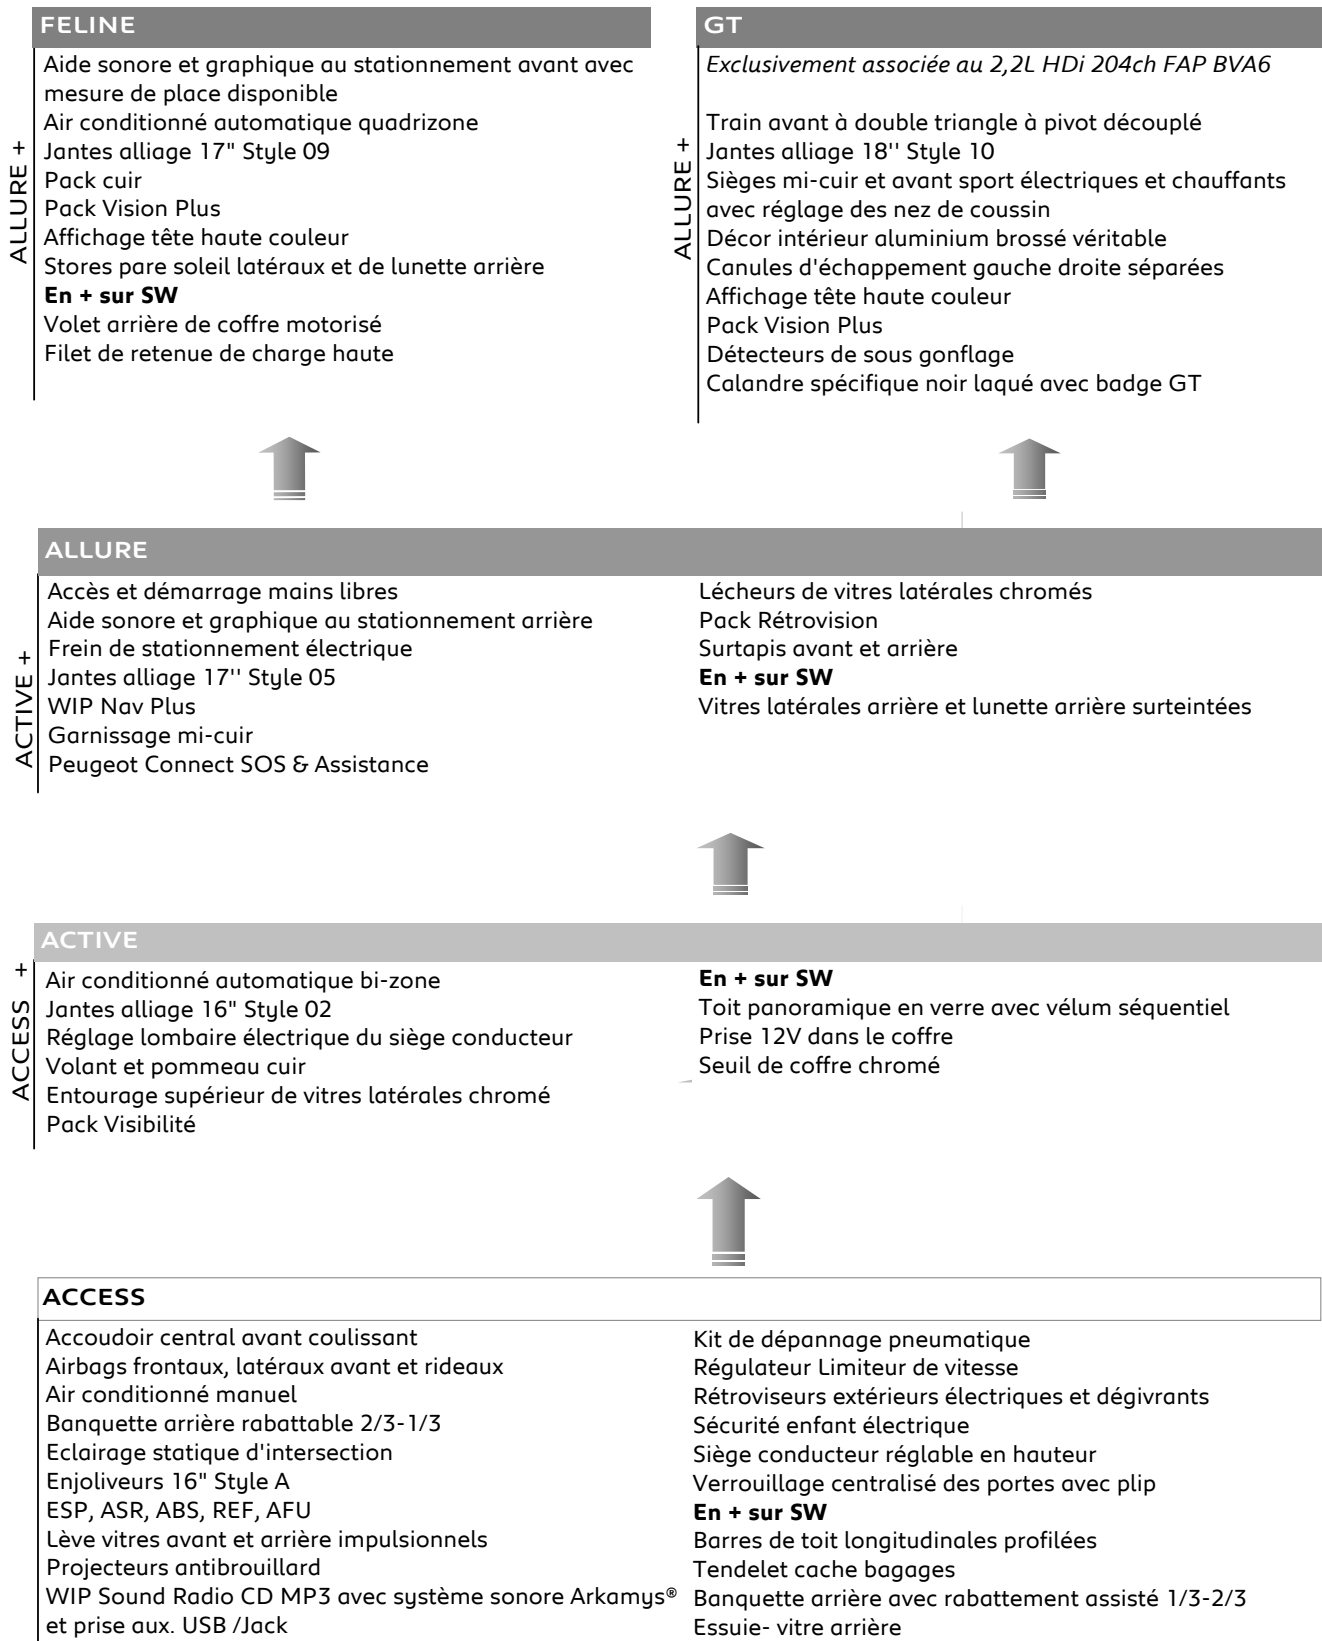 FELINE
ALLURE +
Aide sonore et graphique au stationnement avant avec
mesure de place disponible
Air conditionné automatique quadrizone
Jantes alliage 17" Style 09
Pack cuir
Pack Vision Plus
Affichage tête haute couleur
Stores pare soleil latéraux et de lunette arrière
En + sur SW
Volet arrière de coffre motorisé
Filet de retenue de charge haute
GT
ALLURE +
Exclusivement associée au 2,2L HDi 204ch FAP BVA6
Train avant à double triangle à pivot découplé
Jantes alliage 18'' Style 10
Sièges mi-cuir et avant sport électriques et chauffants
avec réglage des nez de coussin
Décor intérieur aluminium brossé véritable
Canules d'échappement gauche droite séparées
Affichage tête haute couleur
Pack Vision Plus
Détecteurs de sous gonflage
Calandre spécifique noir laqué avec badge GT
ALLURE
ACTIVE +
Accès et démarrage mains libres
Aide sonore et graphique au stationnement arrière
Frein de stationnement électrique
Jantes alliage 17'' Style 05
WIP Nav Plus
Garnissage mi-cuir
Peugeot Connect SOS & Assistance
Lécheurs de vitres latérales chromés
Pack Rétrovision
Surtapis avant et arrière
En + sur SW
Vitres latérales arrière et lunette arrière surteintées
ACTIVE
ACCESS +
Air conditionné automatique bi-zone
Jantes alliage 16" Style 02
Réglage lombaire électrique du siège conducteur
Volant et pommeau cuir
Entourage supérieur de vitres latérales chromé
Pack Visibilité
En + sur SW
Toit panoramique en verre avec vélum séquentiel
Prise 12V dans le coffre
Seuil de coffre chromé
ACCESS
Accoudoir central avant coulissant
Airbags frontaux, latéraux avant et rideaux
Air conditionné manuel
Banquette arrière rabattable 2/3-1/3
Eclairage statique d'intersection
Enjoliveurs 16" Style A
ESP, ASR, ABS, REF, AFU
Lève vitres avant et arrière impulsionnels
Projecteurs antibrouillard
WIP Sound Radio CD MP3 avec système sonore Arkamys®
et prise aux. USB /Jack
Kit de dépannage pneumatique
Régulateur Limiteur de vitesse
Rétroviseurs extérieurs électriques et dégivrants
Sécurité enfant électrique
Siège conducteur réglable en hauteur
Verrouillage centralisé des portes avec plip
En + sur SW
Barres de toit longitudinales profilées
Tendelet cache bagages
Banquette arrière avec rabattement assisté 1/3-2/3
Essuie- vitre arrière